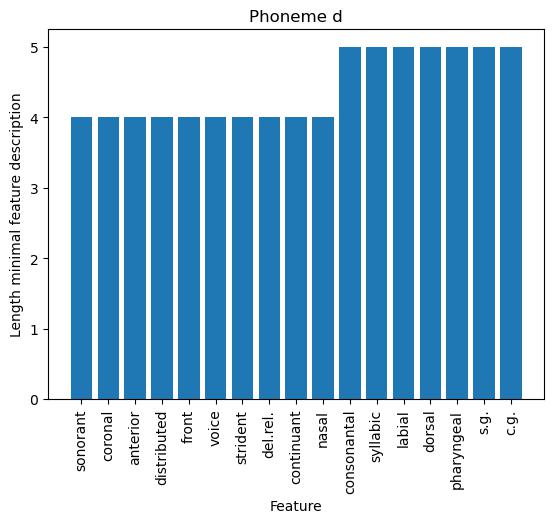 Phoneme d
Length minimal feature description
5
4
3
2
1
0
sonorant
coronal
anterior
distributed
front
voice
strident
del.rel.
continuant
nasal
consonantal
syllabic
labial
dorsal
pharyngeal
s.g.
c.g.
Feature